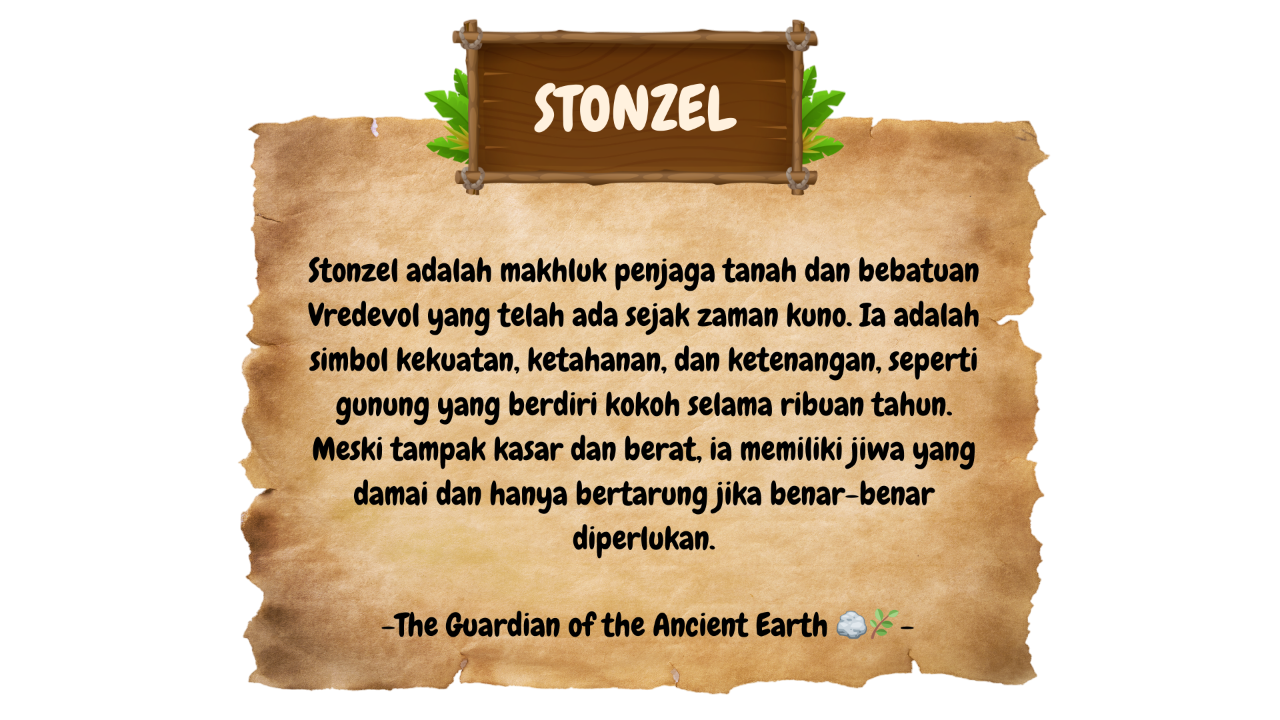 STONZEL
Stonzel adalah makhluk penjaga tanah dan bebatuan
Vredevol yang telah ada sejak zaman kuno. Ia adalah
simbol kekuatan, ketahanan, dan ketenangan, seperti
gunung yang berdiri kokoh selama ribuan tahun.
Meski tampak kasar dan berat, ia memiliki jiwa yang
damai dan hanya bertarung jika benar-benar
diperlukan.
-The Guardian of the Ancient Earth 🪨🌿-